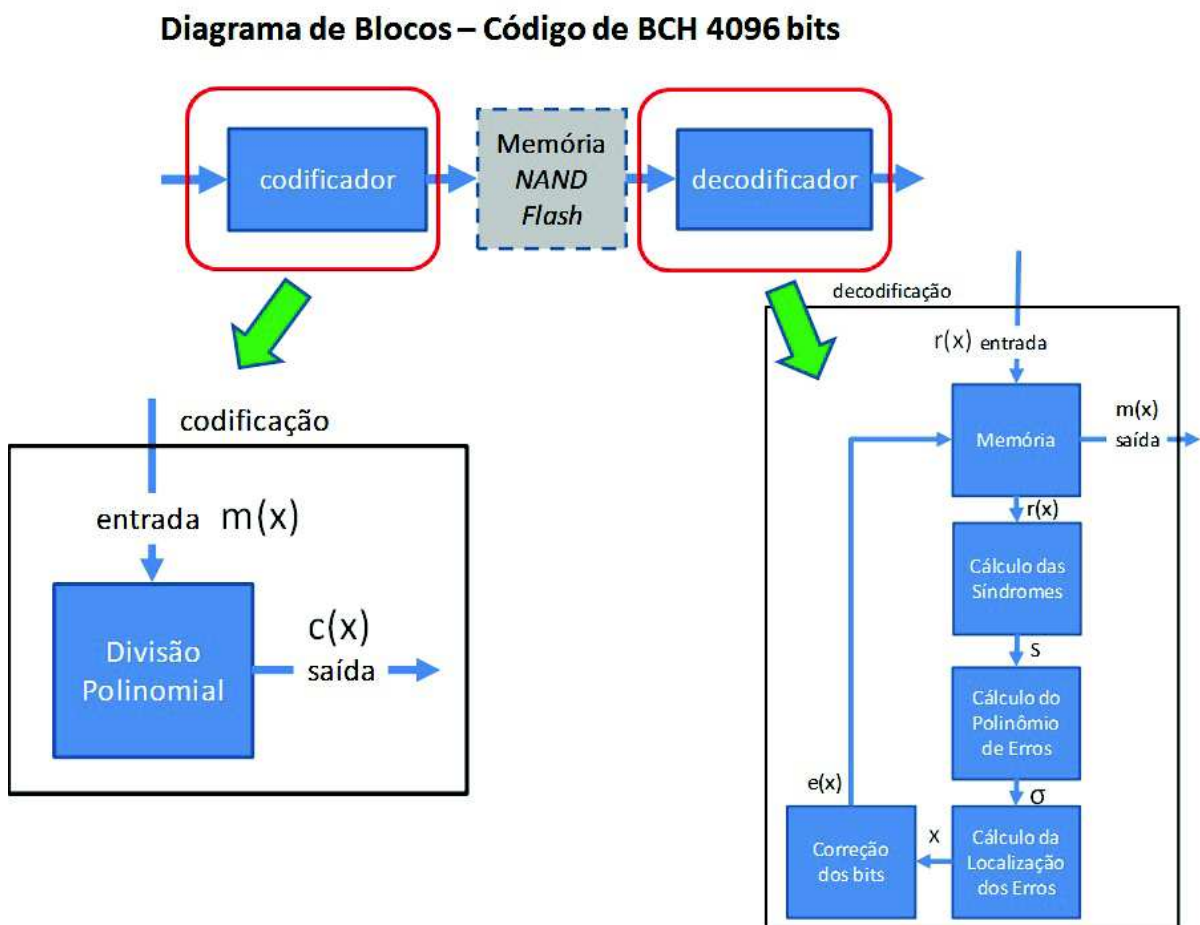 Diagrama de Blocos – Código de BCH 4096 bits
codificador
Memória
NAND
Flash
decodificador
codificação
entrada m(x)
Divisão
Polinomial
c(x)
saída
decodificação
r(x) entrada
Memória
m(x)
saída
r(x)
Cálculo das
Síndromes
s
Cálculo do
Polinômio
de Erros
σ
Cálculo da
Localização
dos Erros
x
Correção
dos bits
e(x)